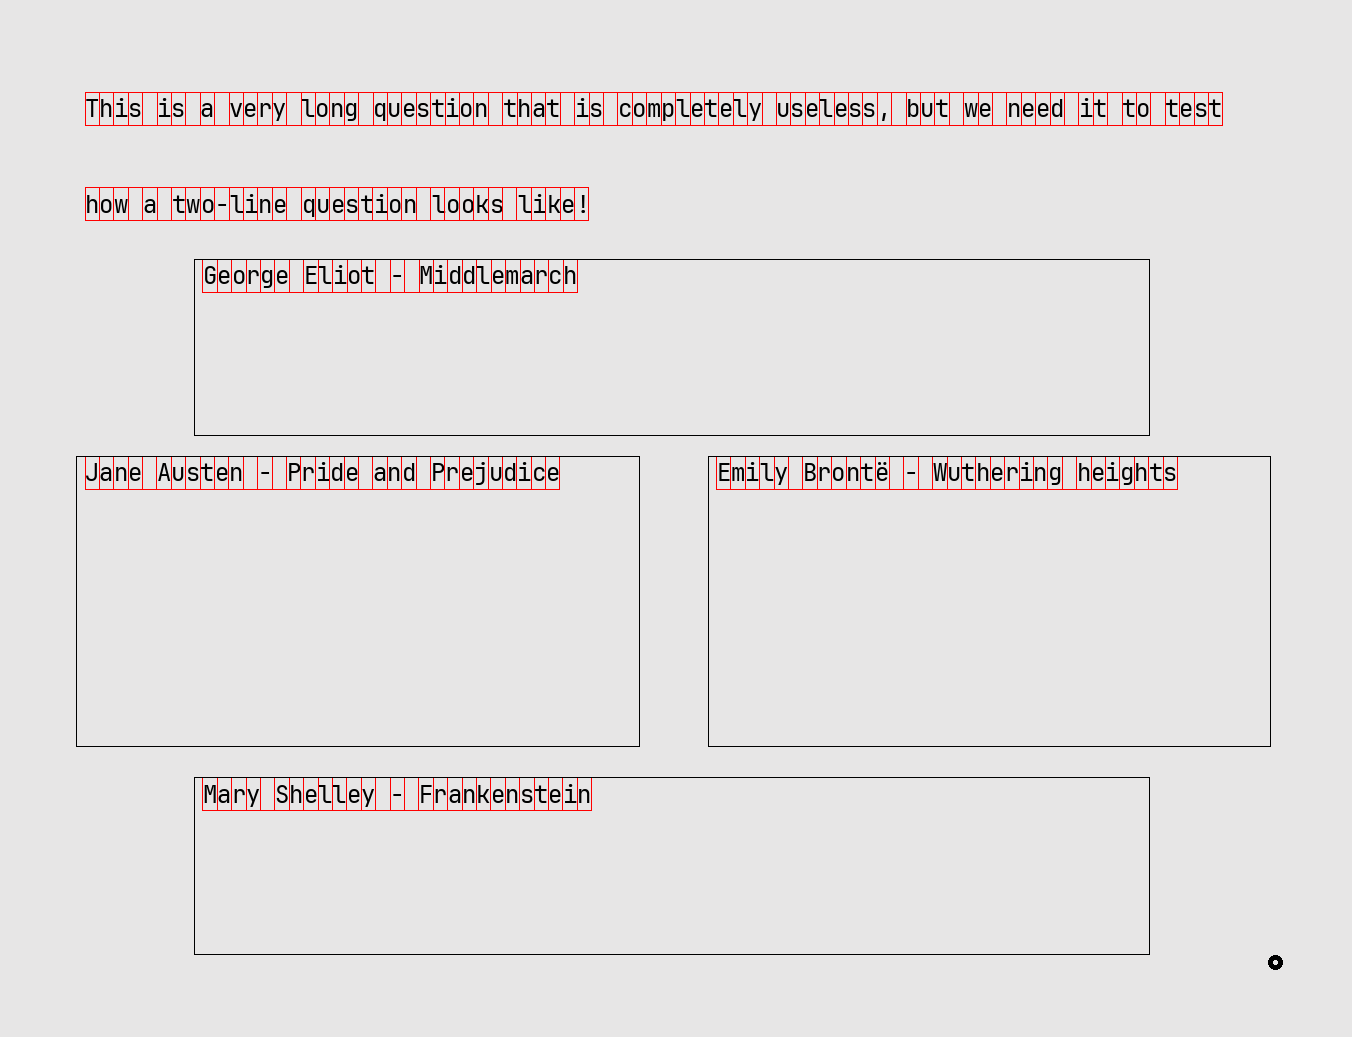 This is a very long question that is completely useless, but we need it to test
how a two-line question looks like!
George Eliot - Middlemarch
Jane Austen - Pride and Prejudice
Emily Brontë - Wuthering heights
Mary Shelley - Frankenstein